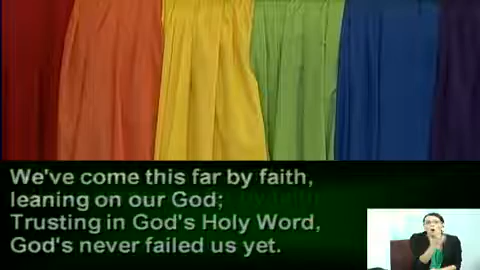 We've come this far by faith,
leaning on our God;
Trusting in God's Holy Word,
God's never failed us yet.